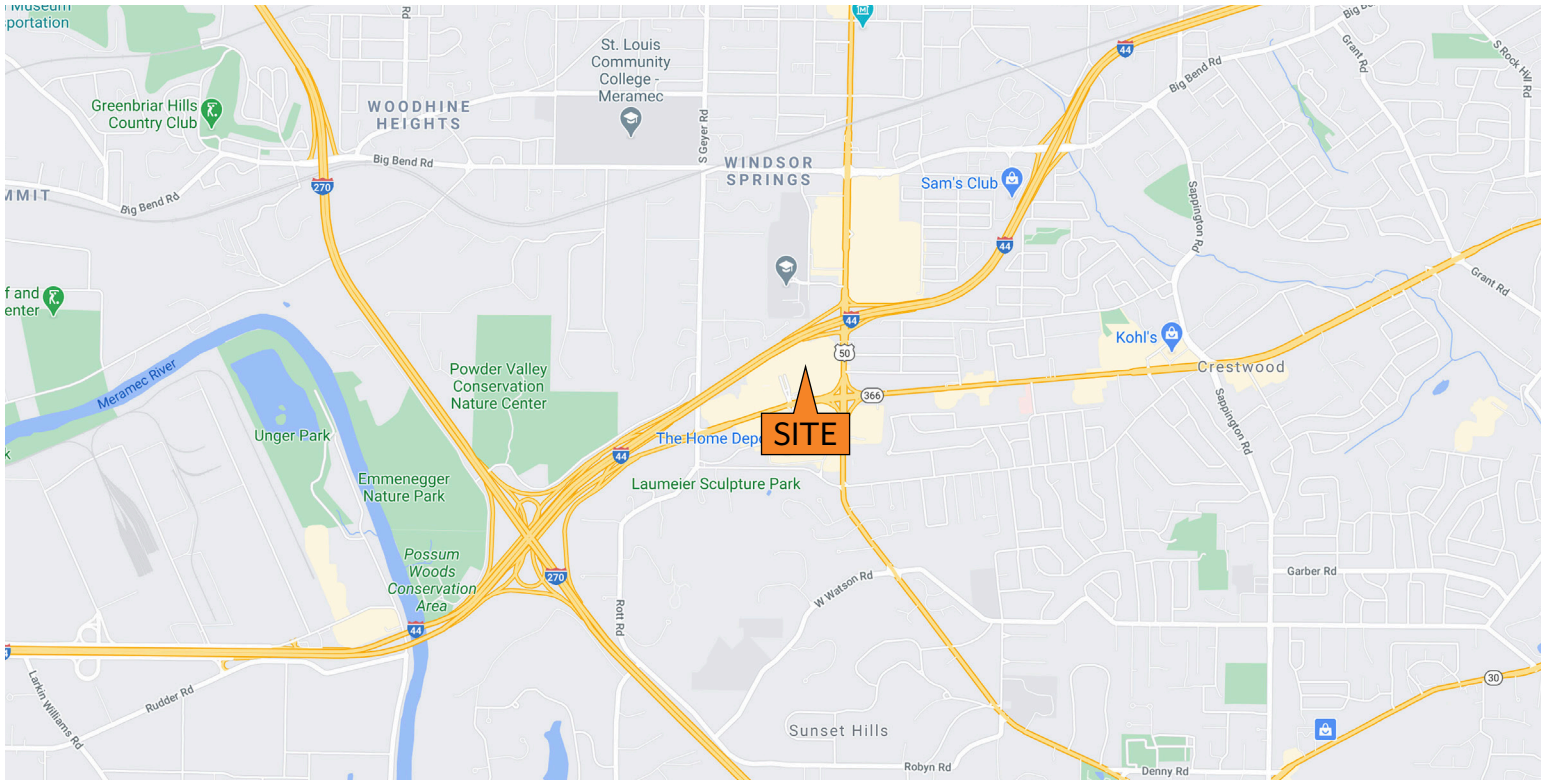 Museum
portation
Rd
Big B
44
Grant Rd
S Rock Hill Rd
St. Louis
Community
College -
Meramec
Big Bend Rd
Greenbriar Hills
Country Club
WOODHINE
HEIGHTS
S Geyer Rd
Big Bend Rd
WINDSOR
SPRINGS
270
Sam's Club
MMIT
Big Bend Rd
Sappington Rd
44
Grant Rd
f and
enter
44
Kohl's
50
Crestwood
Meramec River
Powder Valley
Conservation
Nature Center
366
Sappington Rd
Unger Park
The Home Dep
SITE
k
44
Emmenegger
Nature Park
Laumeier Sculpture Park
Possum
Woods
Conservation
Area
270
W Watson Rd
Garber Rd
Rott Rd
44
Larkin Williams Rd
Rudder Rd
30
Sunset Hills
Robyn Rd
Denny Rd